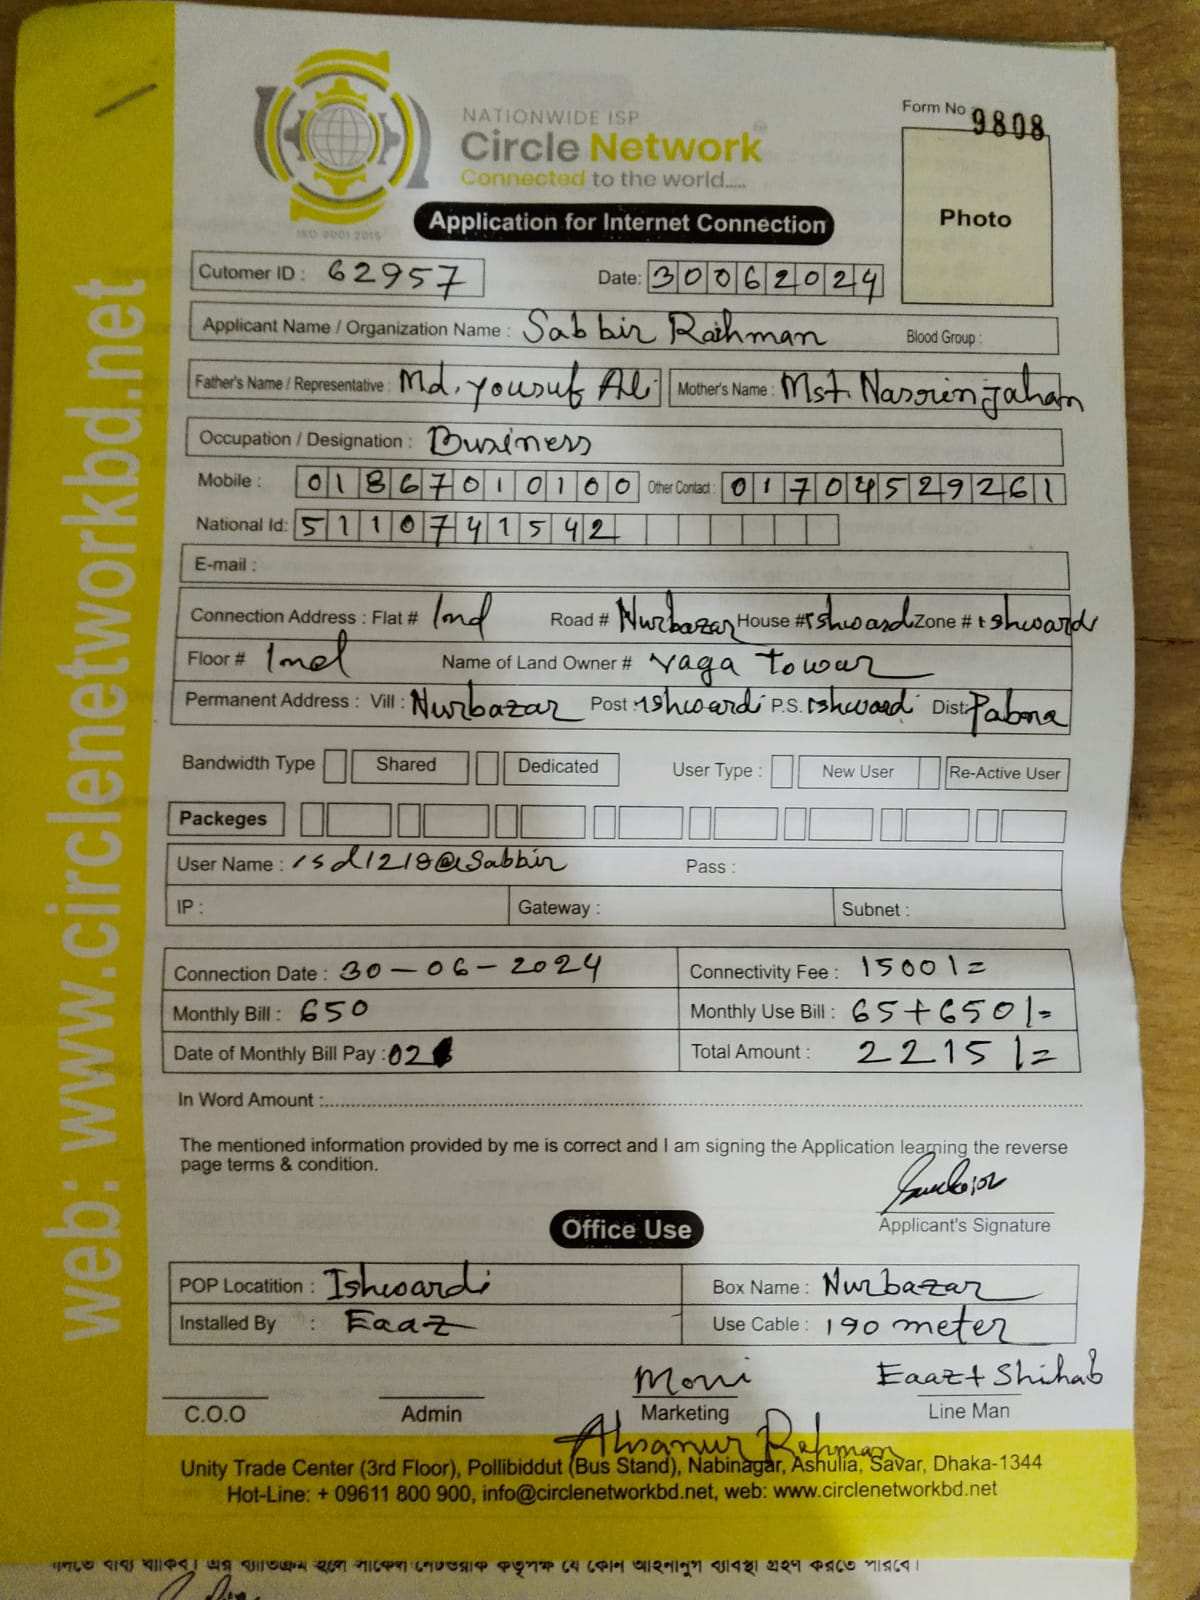 NATIONWIDE ISP
Circle Network
Connected to the world.....
ISO 9001:2015
Form No : 9808
Photo
Application for Internet Connection
Cutomer ID : 62957 Date: 30062024
Applicant Name / Organization Name : Sabbir Rahman Blood Group :
Father's Name / Representative : Md. Yousuf Ali Mother's Name : Mst. Nasrin Jahan
Occupation / Designation : Business
Mobile : 01867010100 Other Contact : 01704529261
National Id: 5110741542
E-mail :
Connection Address : Flat # Road # Nurbazar House # Ishwardi Zone # Ishwardi
Floor # Name of Land Owner # towar
Permanent Address : Vill : Nurbazar Post : Ishwardi P.S. Ishwardi Dist: Pabna
Bandwidth Type Shared Dedicated User Type : New User Re-Active User
Packeges
User Name : isd1218@sabbir Pass :
IP : Gateway : Subnet :
Connection Date : 30-06-2024 Connectivity Fee : 1500/=
Monthly Bill : 650 Monthly Use Bill : 65+650/=
Date of Monthly Bill Pay : 02 Total Amount : 2215/=
In Word Amount :
The mentioned information provided by me is correct and I am signing the Application learning the reverse
page terms & condition.
Applicant's Signature
Office Use
POP Locatition : Ishwardi Box Name : Nurbazar
Installed By : Eaaz Use Cable : 190 meter
Moni Eaaz + Shihab
C.O.O Admin Marketing Line Man
Ahsanur Rahman
Unity Trade Center (3rd Floor), Pollibiddut (Bus Stand), Nabinagar, Ashulia, Savar, Dhaka-1344
Hot-Line: + 09611 800 900, info@circlenetworkbd.net, web: www.circlenetworkbd.net
web: www.circlenetworkbd.net